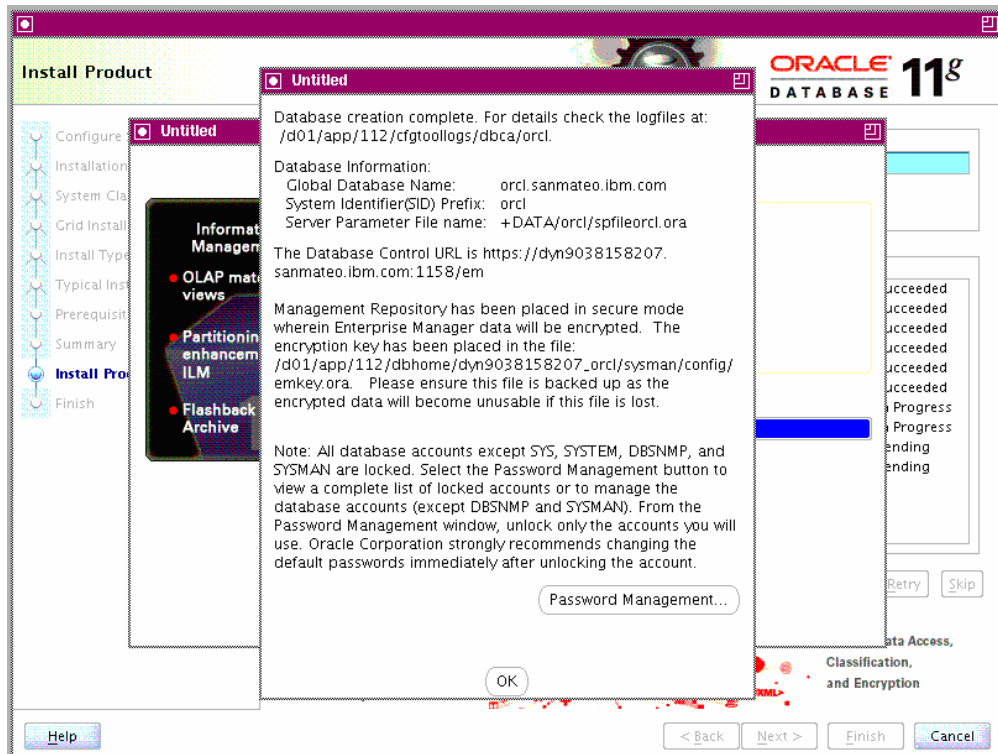 Install Product
ORACLE 11g
DATABASE
Configure
Installation
System Cla
Grid Install
Install Type
Typical Inst
Prerequisit
Summary
Install Pro
Finish
Untitled
Informat
Managem
OLAP mate
views
Partitionin
enhancem
ILM
Flashback
Archive
Untitled
Database creation complete. For details check the logfiles at:
/d01/app/112/cfgtoollogs/dbca/orcl.
Database Information:
Global Database Name: orcl.sanmateo.ibm.com
System Identifier(SID) Prefix: orcl
Server Parameter File name: +DATA/orcl/spfileorcl.ora
The Database Control URL is https://dyn9038158207.
sanmateo.ibm.com:1158/em
Management Repository has been placed in secure mode
wherein Enterprise Manager data will be encrypted. The
encryption key has been placed in the file:
/d01/app/112/dbhome/dyn9038158207_orcl/sysman/config/
emkey.ora. Please ensure this file is backed up as the
encrypted data will become unusable if this file is lost.
Note: All database accounts except SYS, SYSTEM, DBSNMP, and
SYSMAN are locked. Select the Password Management button to
view a complete list of locked accounts or to manage the
database accounts (except DBSNMP and SYSMAN). From the
Password Management window, unlock only the accounts you will
use. Oracle Corporation strongly recommends changing the
default passwords immediately after unlocking the account.
Password Management...
OK
ucceeded
ucceeded
ucceeded
ucceeded
ucceeded
ucceeded
n Progress
n Progress
ending
ending
Retry
Skip
ata Access,
Classification,
and Encryption
XML>
Help
< Back
Next >
Finish
Cancel